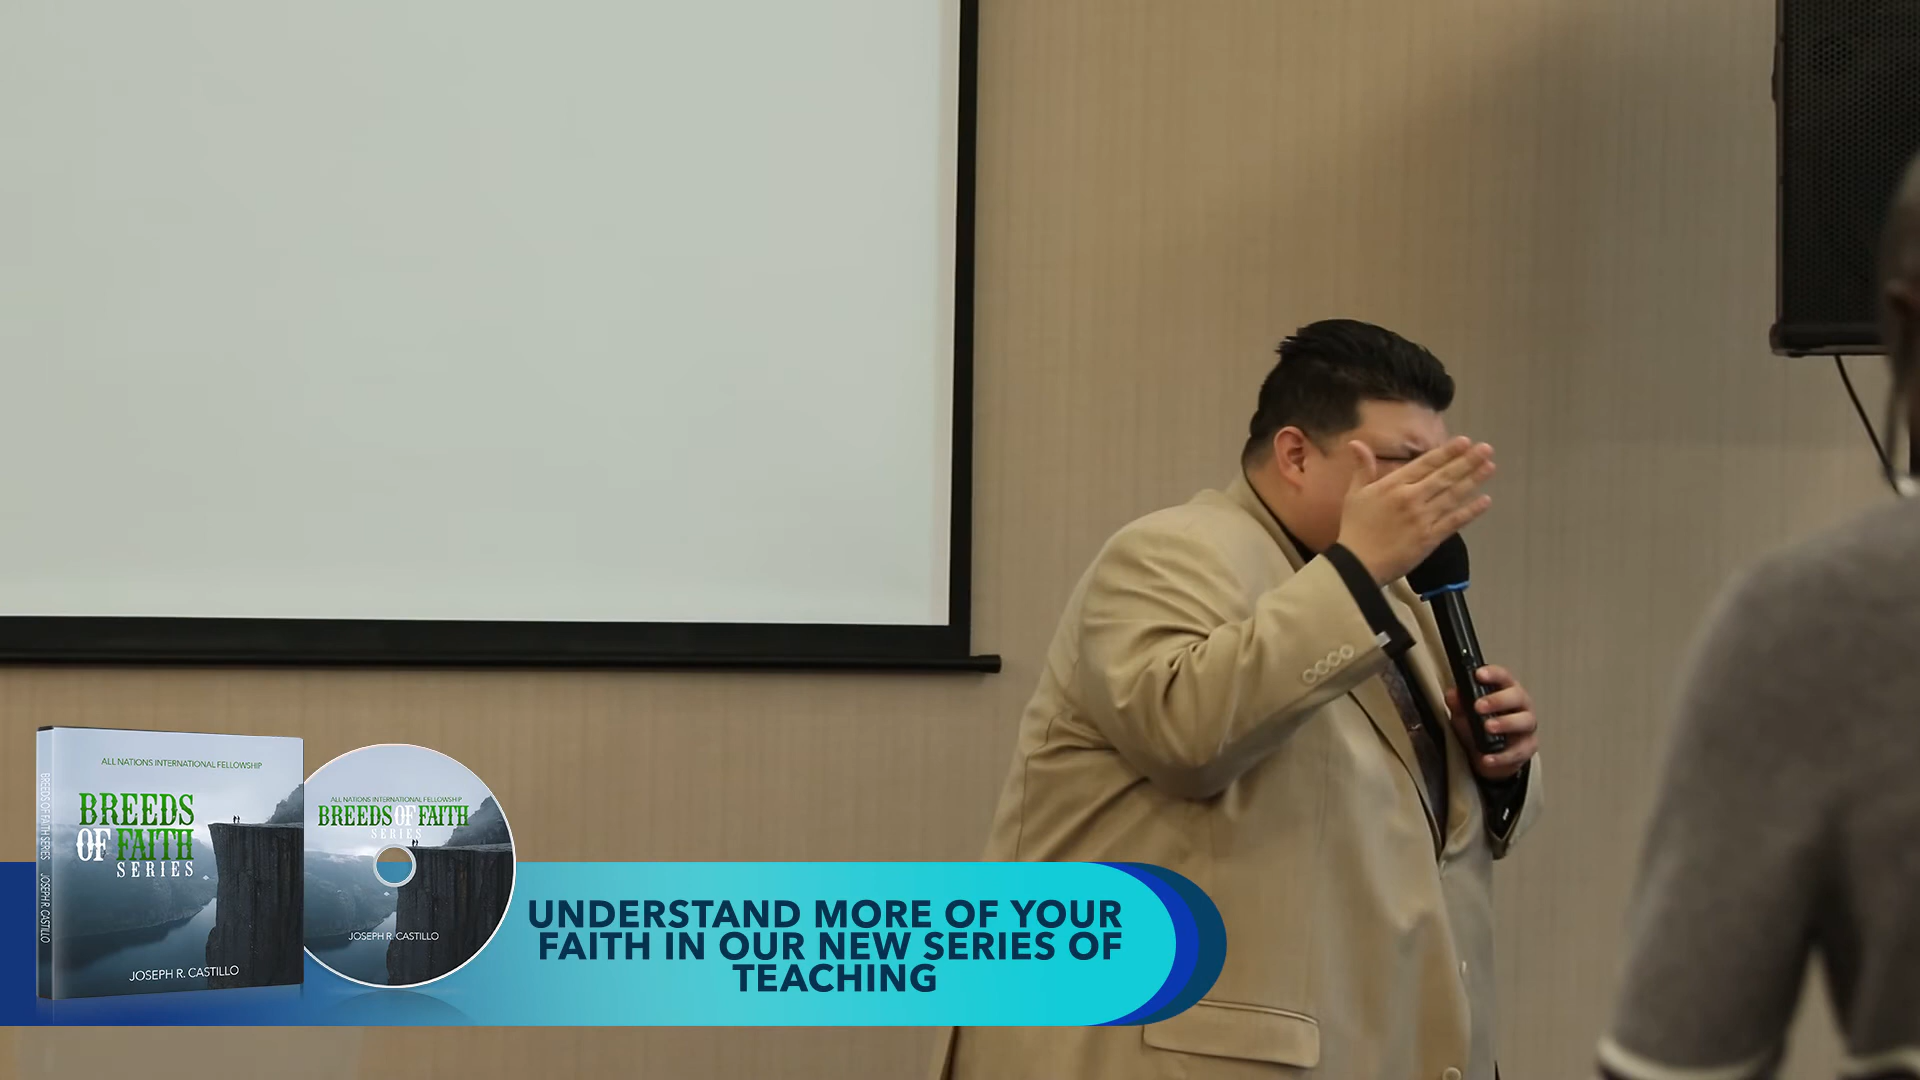 ALL NATIONS INTERNATIONAL FELLOWSHIP
BREEDS
OF FAITH
SERIES
JOSEPH R. CASTILLO
BREEDS OF FAITH SERIES JOSEPH R. CASTILLO
ALL NATIONS INTERNATIONAL FELLOWSHIP
BREEDS OF FAITH
SERIES
JOSEPH R. CASTILLO
UNDERSTAND MORE OF YOUR
FAITH IN OUR NEW SERIES OF
TEACHING